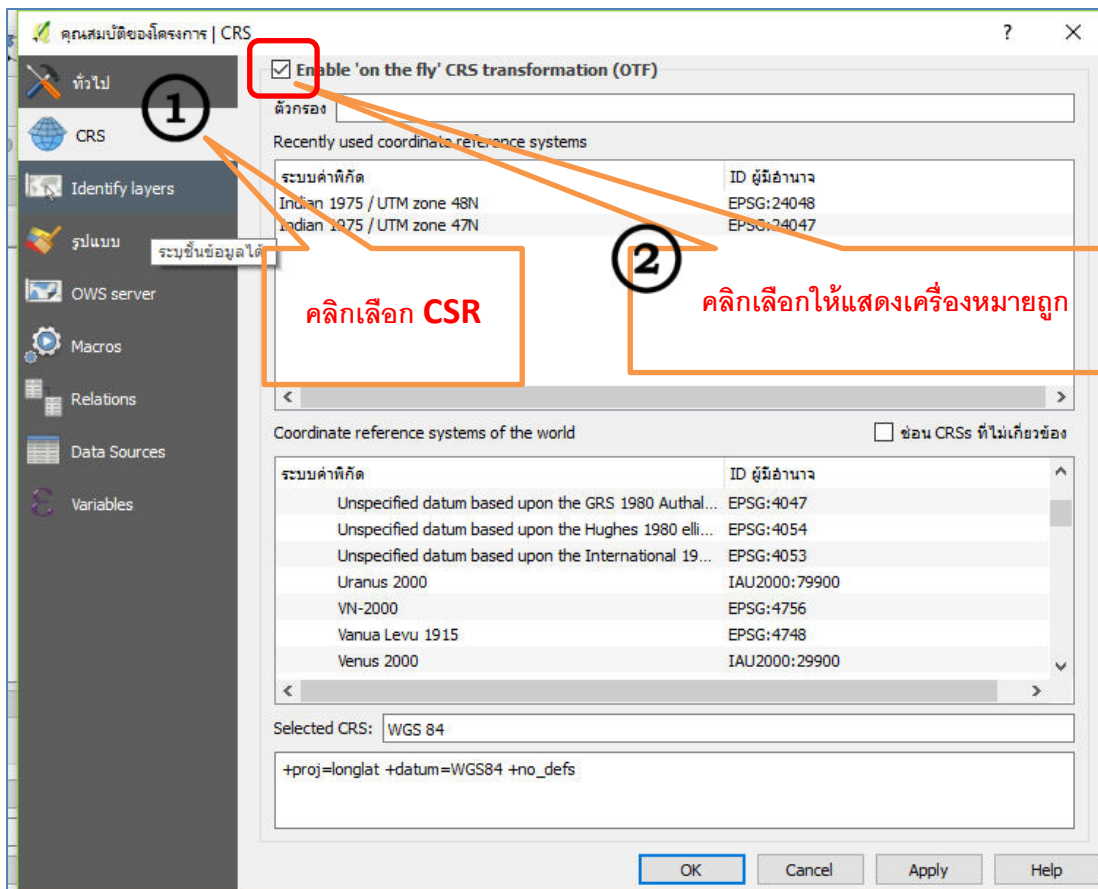 คุณสมบัติของโครงการ | CRS
?
ทั่วไป
CRS
Identify layers
รูปแบบ
ระบุชั้นข้อมูลได้
OWS server
Macros
Relations
Data Sources
Variables
1
Enable 'on the fly' CRS transformation (OTF)
ตัวกรอง
Recently used coordinate reference systems
ระบบค่าพิกัด ID ผู้มีอำนาจ
Indian 1975 / UTM zone 48N EPSG:24048
Indian 1975 / UTM zone 47N EPSG:24047
2
คลิกเลือก CSR
คลิกเลือกให้แสดงเครื่องหมายถูก
Coordinate reference systems of the world ซ่อน CRSs ที่ไม่เกี่ยวข้อง
ระบบค่าพิกัด ID ผู้มีอำนาจ
Unspecified datum based upon the GRS 1980 Authal... EPSG:4047
Unspecified datum based upon the Hughes 1980 elli... EPSG:4054
Unspecified datum based upon the International 19... EPSG:4053
Uranus 2000 IAU2000:79900
VN-2000 EPSG:4756
Vanua Levu 1915 EPSG:4748
Venus 2000 IAU2000:29900
Selected CRS: WGS 84
+proj=longlat +datum=WGS84 +no_defs
OK Cancel Apply Help